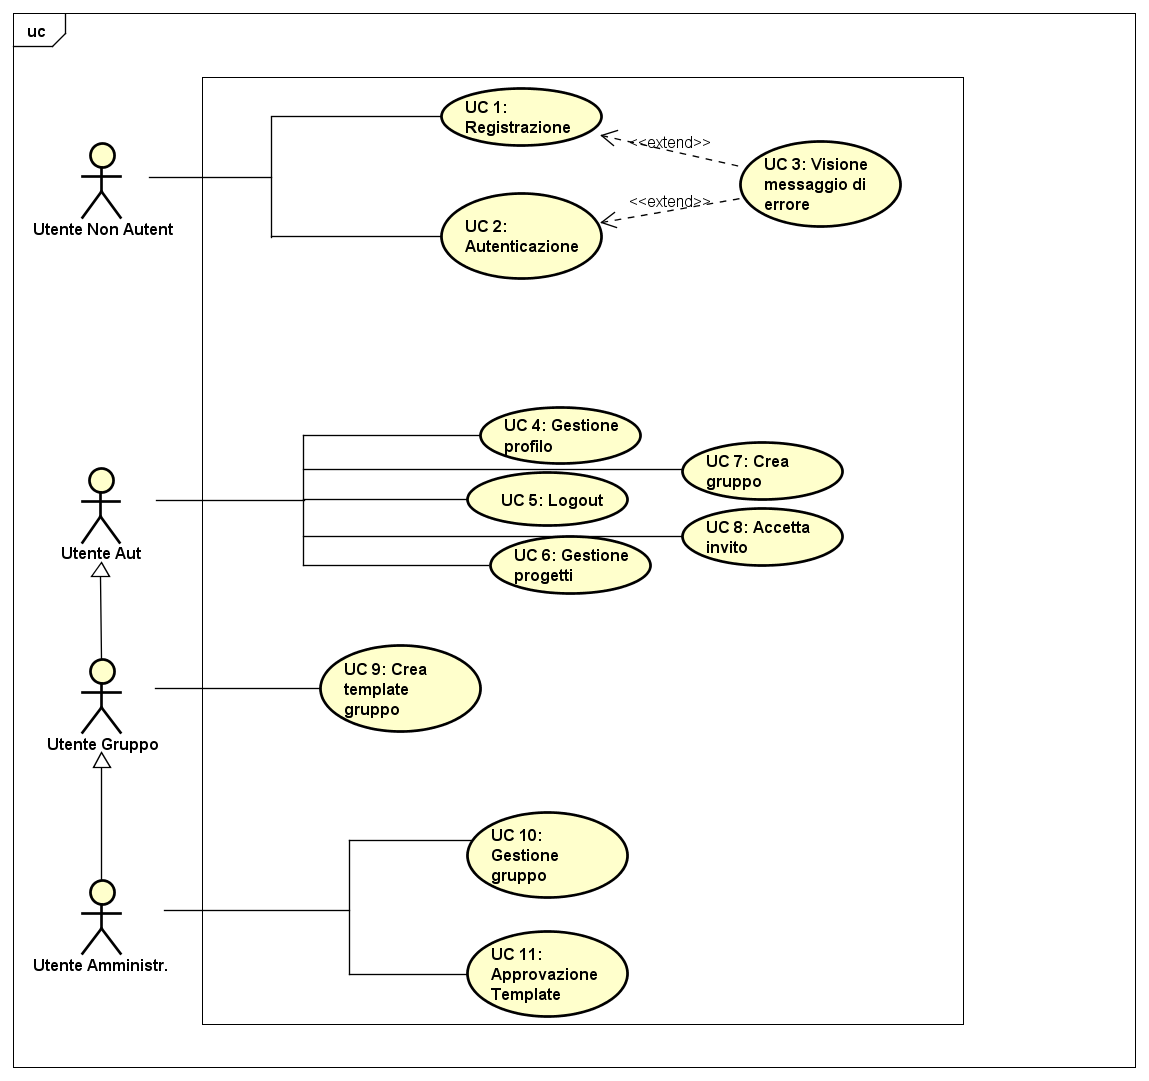 uc
UC 1:
Registrazione
<<extend>>
UC 3: Visione
messaggio di
errore
Utente Non Autent
<<extend>>
UC 2:
Autenticazione
UC 4: Gestione
profilo
UC 7: Crea
gruppo
UC 5: Logout
UC 8: Accetta
invito
Utente Aut
UC 6: Gestione
progetti
UC 9: Crea
template
gruppo
Utente Gruppo
UC 10:
Gestione
gruppo
Utente Amministr.
UC 11:
Approvazione
Template